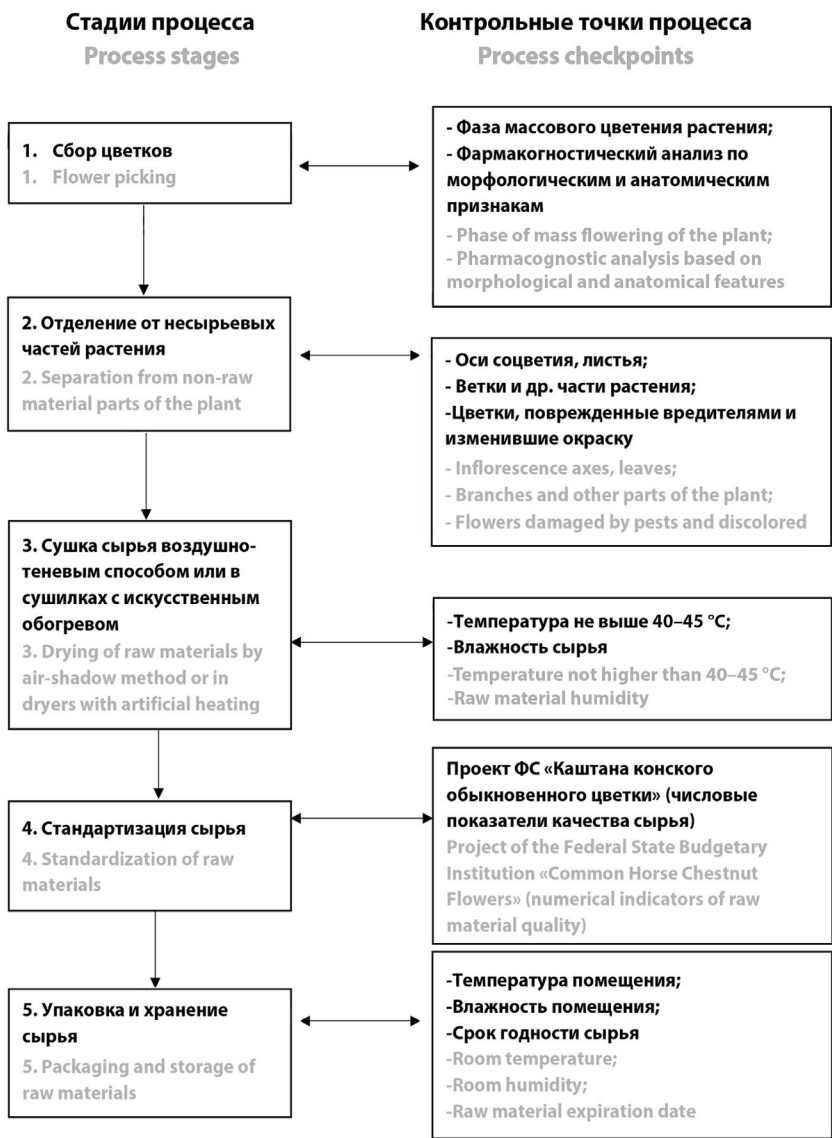 Стадии процесса
Process stages
Контрольные точки процесса
Process checkpoints
1. Сбор цветков
1. Flower picking
- Фаза массового цветения растения;
- Фармакогностический анализ по
морфологическим и анатомическим
признакам
- Phase of mass flowering of the plant;
- Pharmacognostic analysis based on
morphological and anatomical features
2. Отделение от несырьевых
частей растения
2. Separation from non-raw
material parts of the plant
- Оси соцветия, листья;
- Ветки и др. части растения;
-Цветки, поврежденные вредителями и
изменившие окраску
- Inflorescence axes, leaves;
- Branches and other parts of the plant;
- Flowers damaged by pests and discolored
3. Сушка сырья воздушно-
теневым способом или в
сушилках с искусственным
обогревом
3. Drying of raw materials by
air-shadow method or in
dryers with artificial heating
-Температура не выше 40–45 °C;
-Влажность сырья
-Temperature not higher than 40–45 °C;
-Raw material humidity
4. Стандартизация сырья
4. Standardization of raw
materials
Проект ФС «Каштана конского
обыкновенного цветки» (числовые
показатели качества сырья)
Project of the Federal State Budgetary
Institution «Common Horse Chestnut
Flowers» (numerical indicators of raw
material quality)
5. Упаковка и хранение
сырья
5. Packaging and storage of
raw materials
-Температура помещения;
-Влажность помещения;
-Срок годности сырья
-Room temperature;
-Room humidity;
-Raw material expiration date